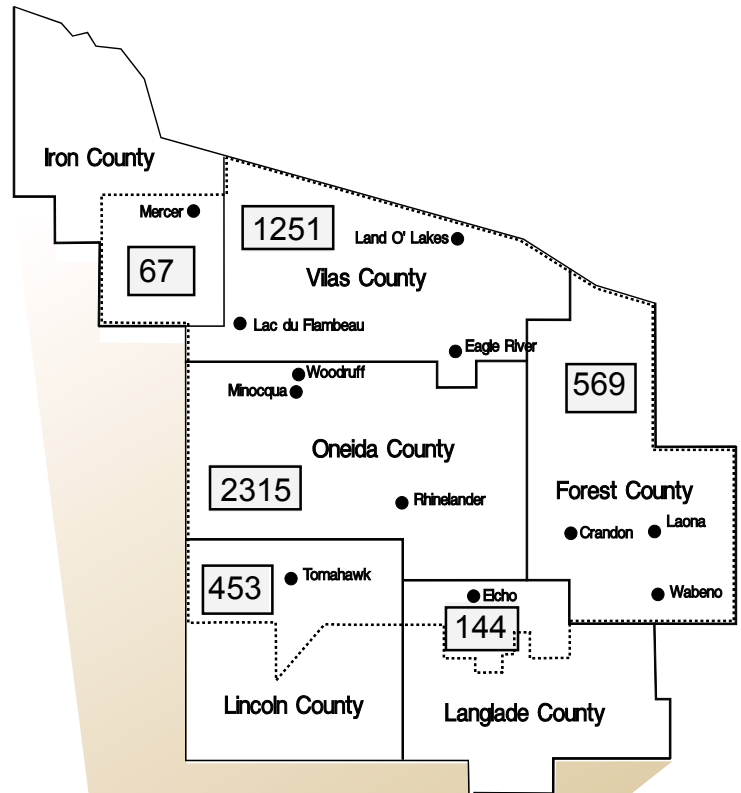 Iron County
Mercer
1251
Land O' Lakes
67
Vilas County
Lac du Flambeau
Eagle River
Woodruff
569
Minocqua
Oneida County
2315
Rhinelander
Forest County
Laona
Crandon
453
Tomahawk
Elcho
Wabeno
144
Lincoln County
Langlade County